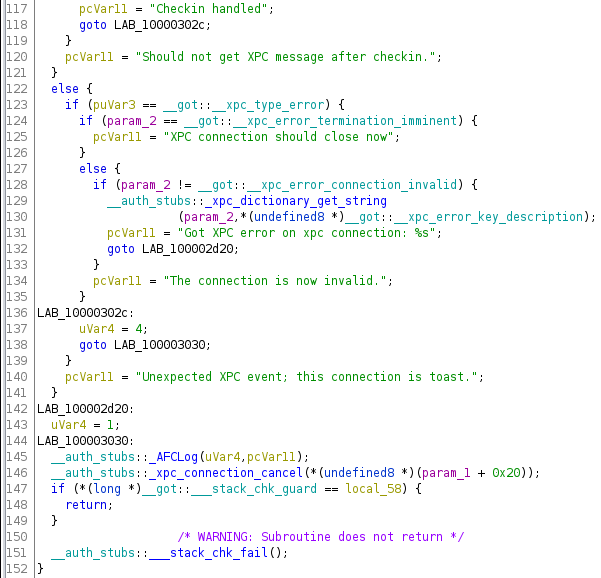 117       pcVar11 = "Checkin handled";
118       goto LAB_10000302c;
119     }
120     pcVar11 = "Should not get XPC message after checkin.";
121   }
122   else {
123     if (puVar3 == __got::__xpc_type_error) {
124       if (param_2 == __got::__xpc_error_termination_imminent) {
125         pcVar11 = "XPC connection should close now";
126       }
127       else {
128         if (param_2 != __got::__xpc_error_connection_invalid) {
129           __auth_stubs::_xpc_dictionary_get_string
130                     (param_2,*(undefined8 *)__got::__xpc_error_key_description);
131           pcVar11 = "Got XPC error on xpc connection: %s";
132           goto LAB_100002d20;
133         }
134         pcVar11 = "The connection is now invalid.";
135       }
136 LAB_10000302c:
137       uVar4 = 4;
138       goto LAB_100003030;
139     }
140     pcVar11 = "Unexpected XPC event; this connection is toast.";
141   }
142 LAB_100002d20:
143   uVar4 = 1;
144 LAB_100003030:
145   __auth_stubs::_AFCLog(uVar4,pcVar11);
146   __auth_stubs::_xpc_connection_cancel(*(undefined8 *)(param_1 + 0x20));
147   if (*(long *)__got::___stack_chk_guard == local_58) {
148     return;
149   }
150                     /* WARNING: Subroutine does not return */
151   __auth_stubs::___stack_chk_fail();
152 }